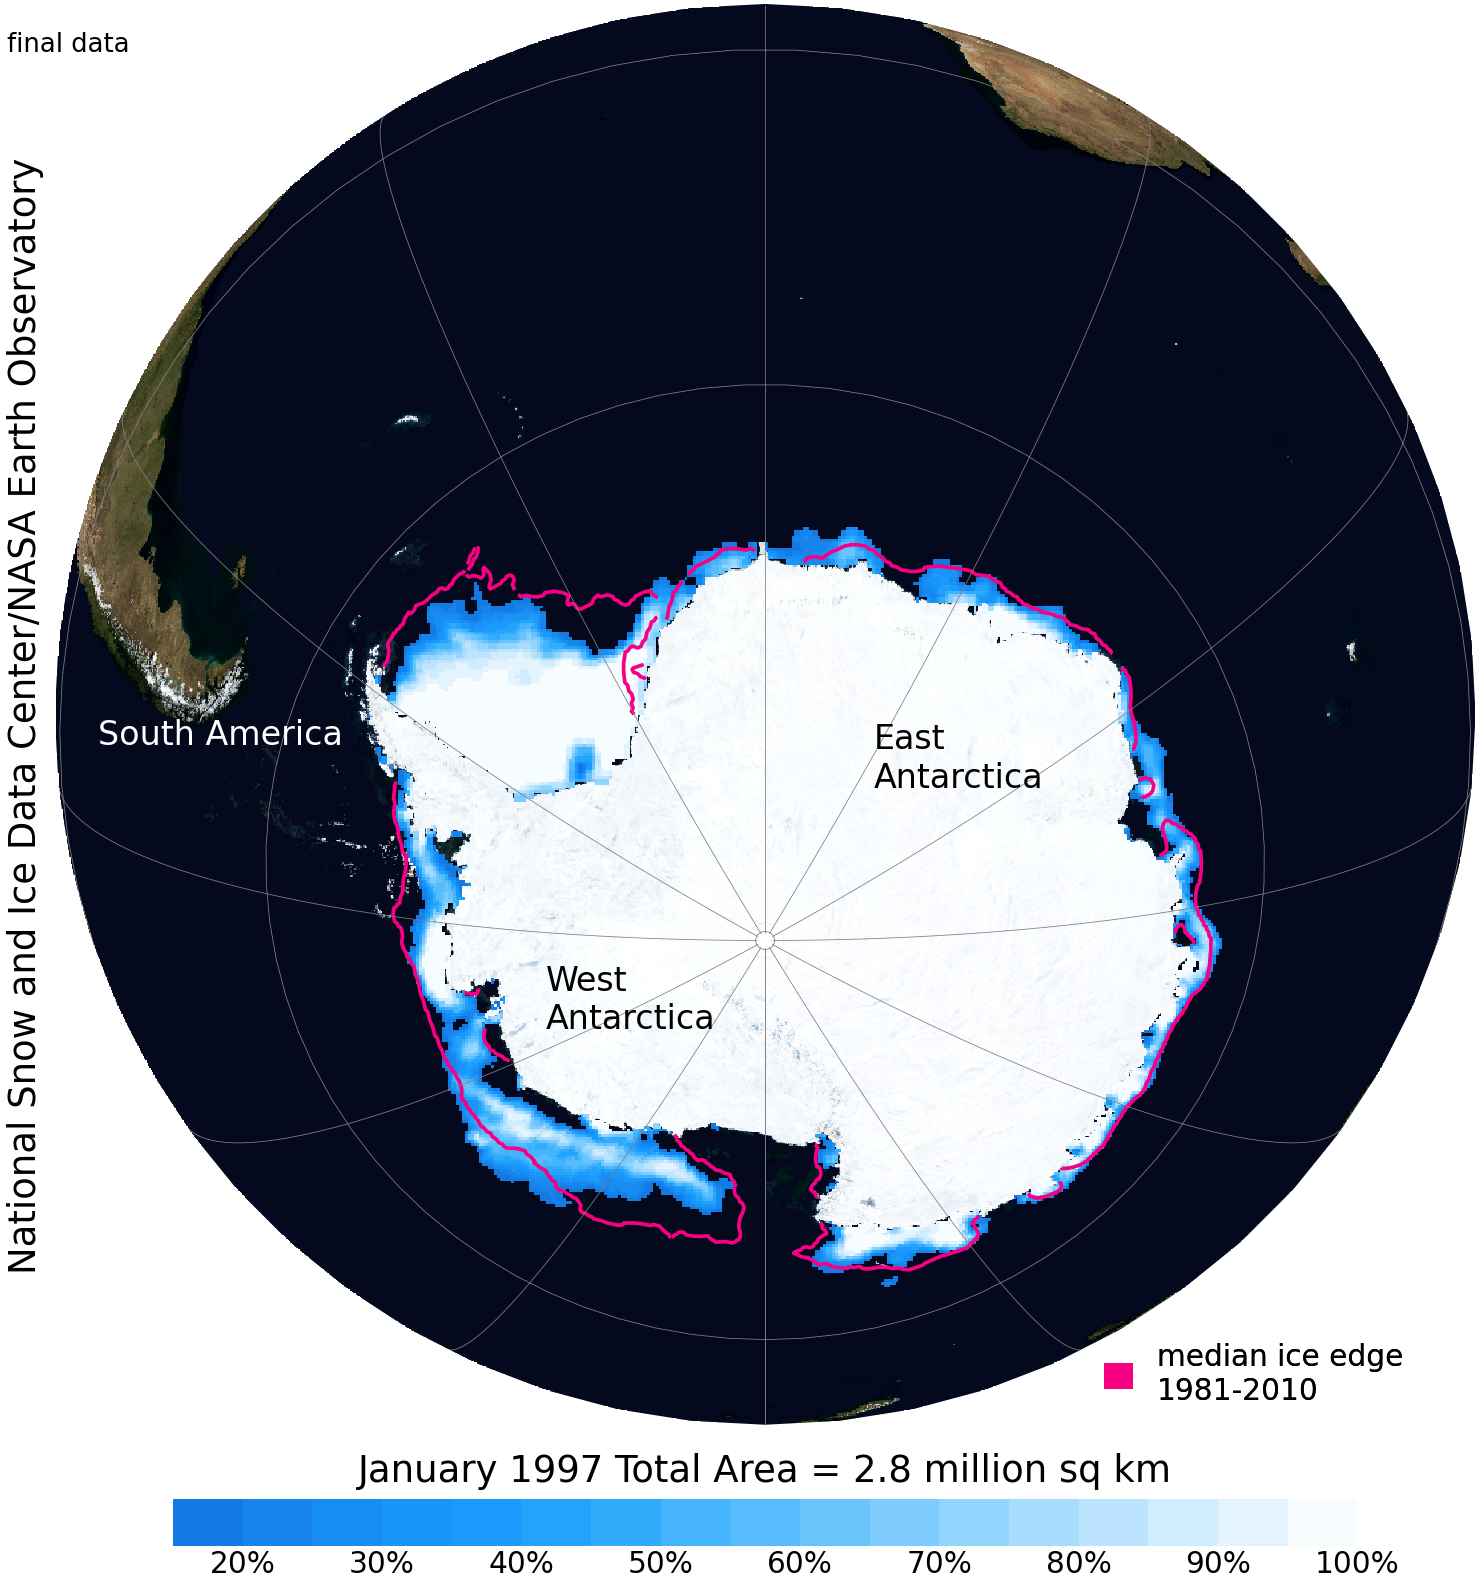 final data
National Snow and Ice Data Center/NASA Earth Observatory
South America
East
Antarctica
West
Antarctica
median ice edge
1981-2010
January 1997 Total Area = 2.8 million sq km
20% 30% 40% 50% 60% 70% 80% 90% 100%